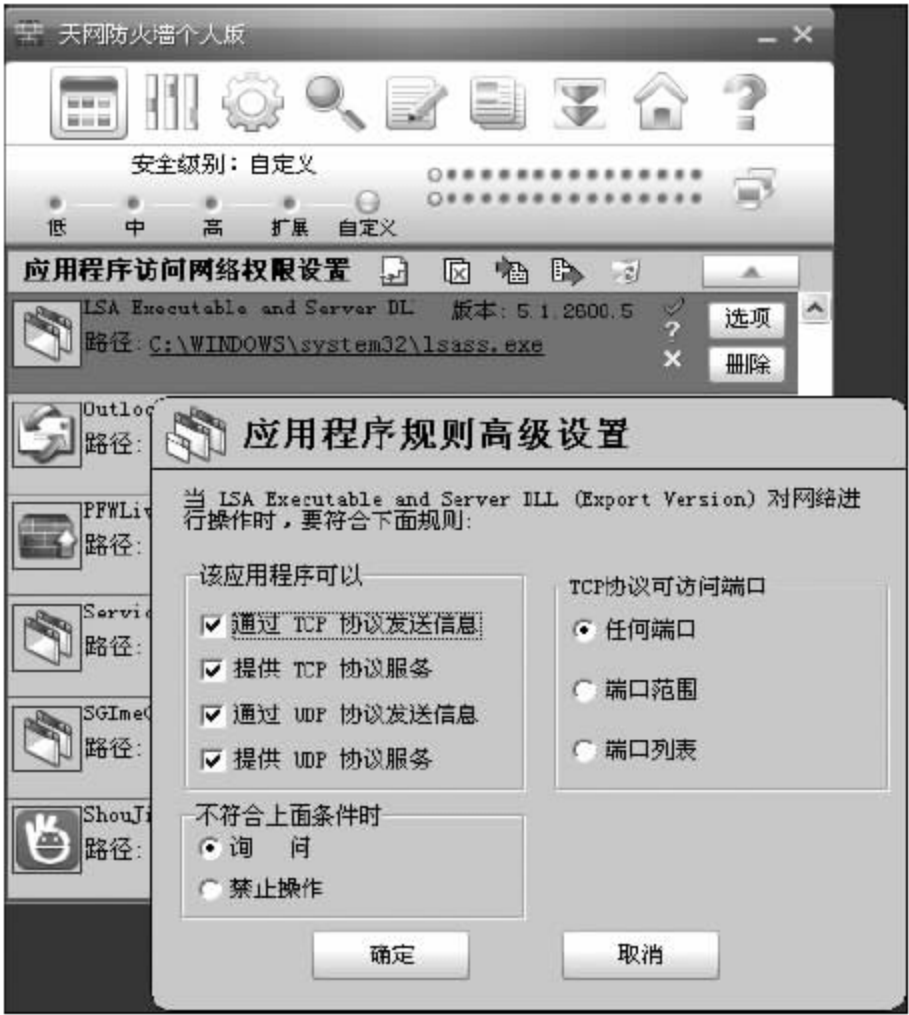 天网防火墙个人版
安全级别：自定义
低 中 高 扩展 自定义
应用程序访问网络权限设置
LSA Executable and Server DL 版本: 5.1.2600.5
路径: C:\WINDOWS\system32\lsass.exe
选项
删除
Outloo
路径:
PFWLiv
路径:
Servic
路径:
SGImeG
路径:
ShouJi
路径:
应用程序规则高级设置
当 LSA Executable and Server DLL (Export Version) 对网络进
行操作时，要符合下面规则:
该应用程序可以
通过 TCP 协议发送信息
提供 TCP 协议服务
通过 UDP 协议发送信息
提供 UDP 协议服务
TCP协议可访问端口
任何端口
端口范围
端口列表
不符合上面条件时
询 问
禁止操作
确定 取消